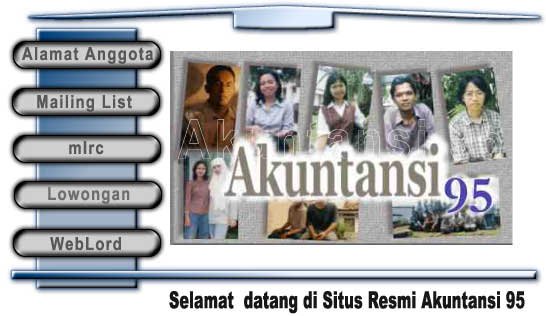 Alamat Anggota
Mailing List
mIrc
Lowongan
WebLord
Akuntansi
Akuntansi 95
Selamat datang di Situs Resmi Akuntansi 95